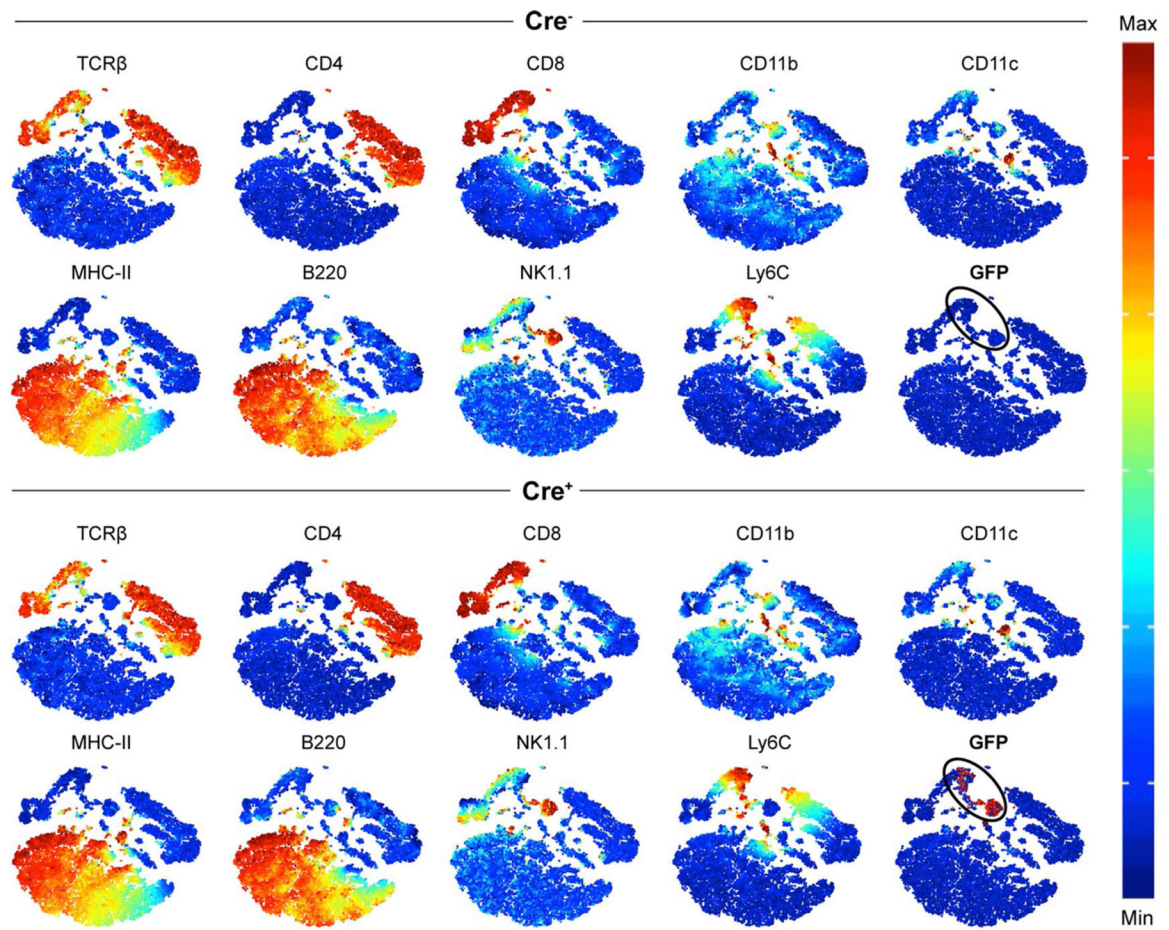 Cre⁻
Max
TCRβ CD4 CD8 CD11b CD11c
MHC-II B220 NK1.1 Ly6C GFP
Cre⁺
TCRβ CD4 CD8 CD11b CD11c
MHC-II B220 NK1.1 Ly6C GFP
Min